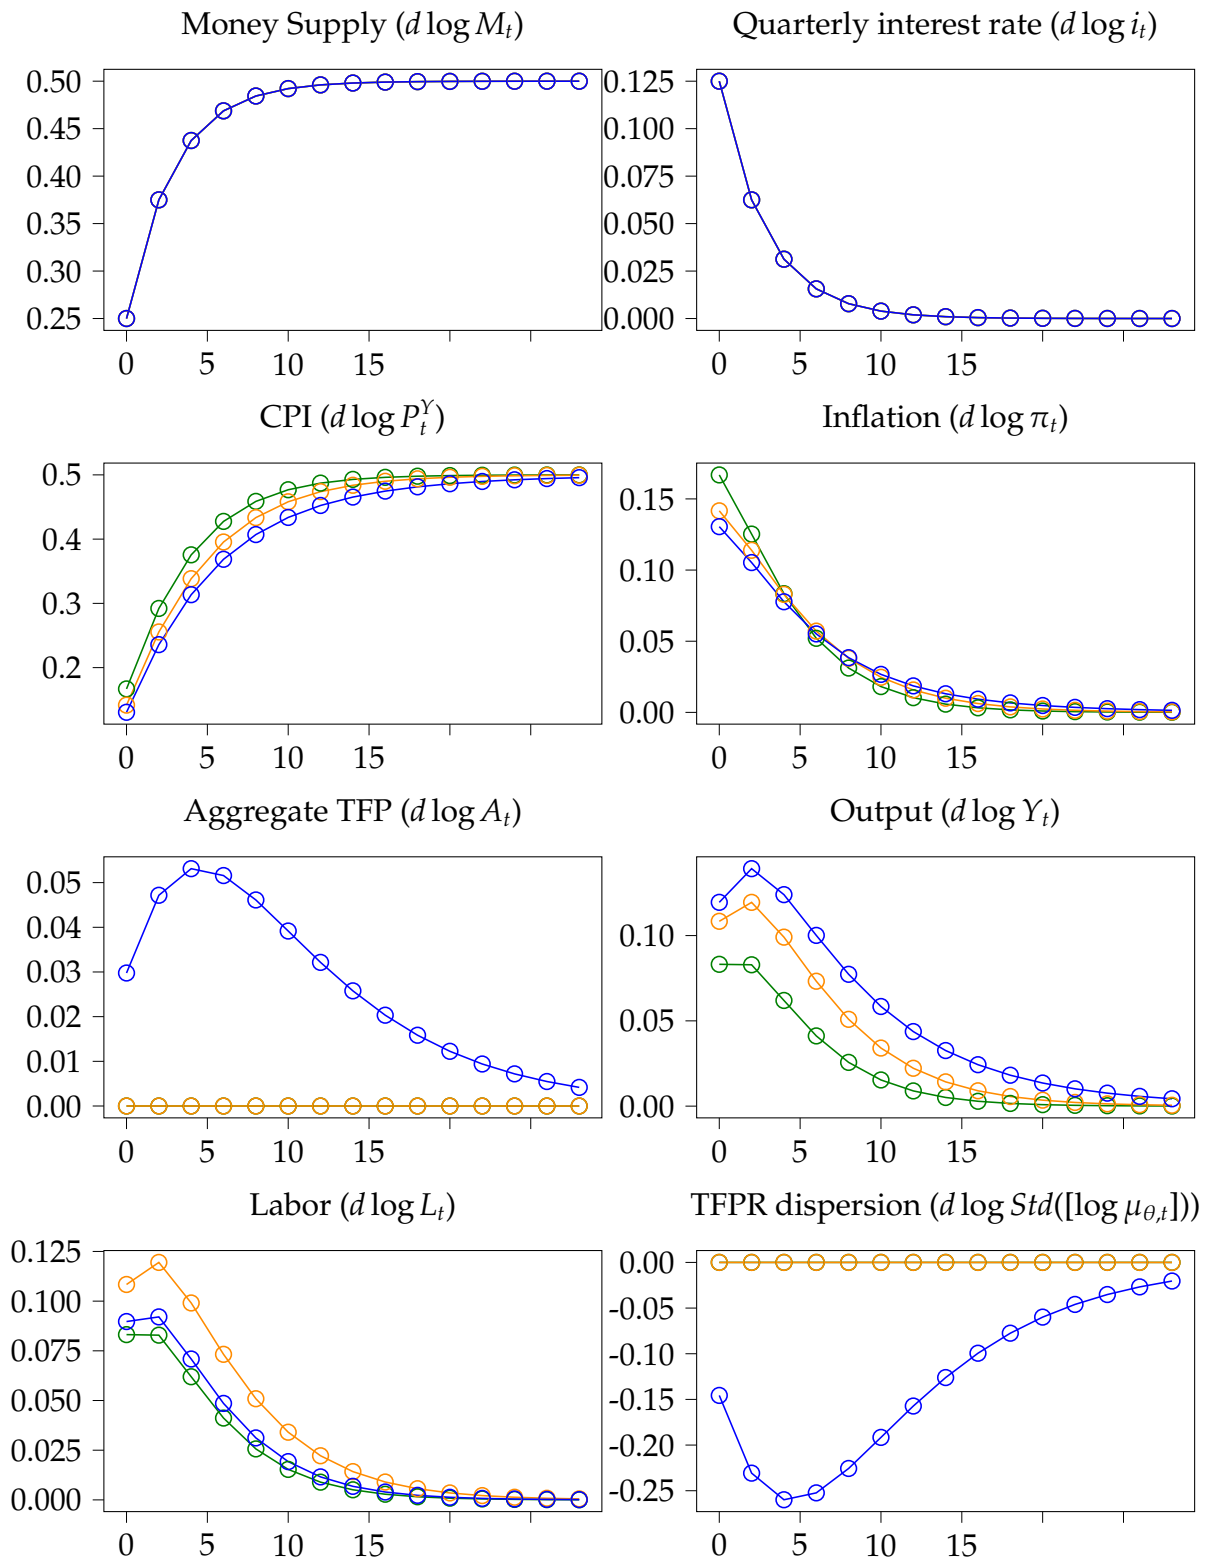 Money Supply (d log M_t)
Quarterly interest rate (d log i_t)
0.50
0.45
0.40
0.35
0.30
0.25
0 5 10 15
0.125
0.100
0.075
0.050
0.025
0.000
0 5 10 15
CPI (d log P_t^Y)
Inflation (d log π_t)
0.5
0.4
0.3
0.2
0 5 10 15
0.15
0.10
0.05
0.00
0 5 10 15
Aggregate TFP (d log A_t)
Output (d log Y_t)
0.05
0.04
0.03
0.02
0.01
0.00
0 5 10 15
0.10
0.05
0.00
0 5 10 15
Labor (d log L_t)
TFPR dispersion (d log Std([log μ_{θ,t}]))
0.125
0.100
0.075
0.050
0.025
0.000
0 5 10 15
0.00
-0.05
-0.10
-0.15
-0.20
-0.25
0 5 10 15